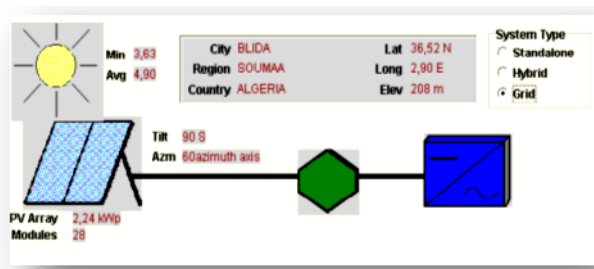 Min 3,63
Avg 4,90
City BLIDA
Region SOUMAA
Country ALGERIA
Lat 36,52 N
Long 2,90 E
Elev 208 m
System Type
Standalone
Hybrid
Grid
Tilt 90 S
Azm 60azimuth axis
PV Array 2,24 kWp
Modules 28